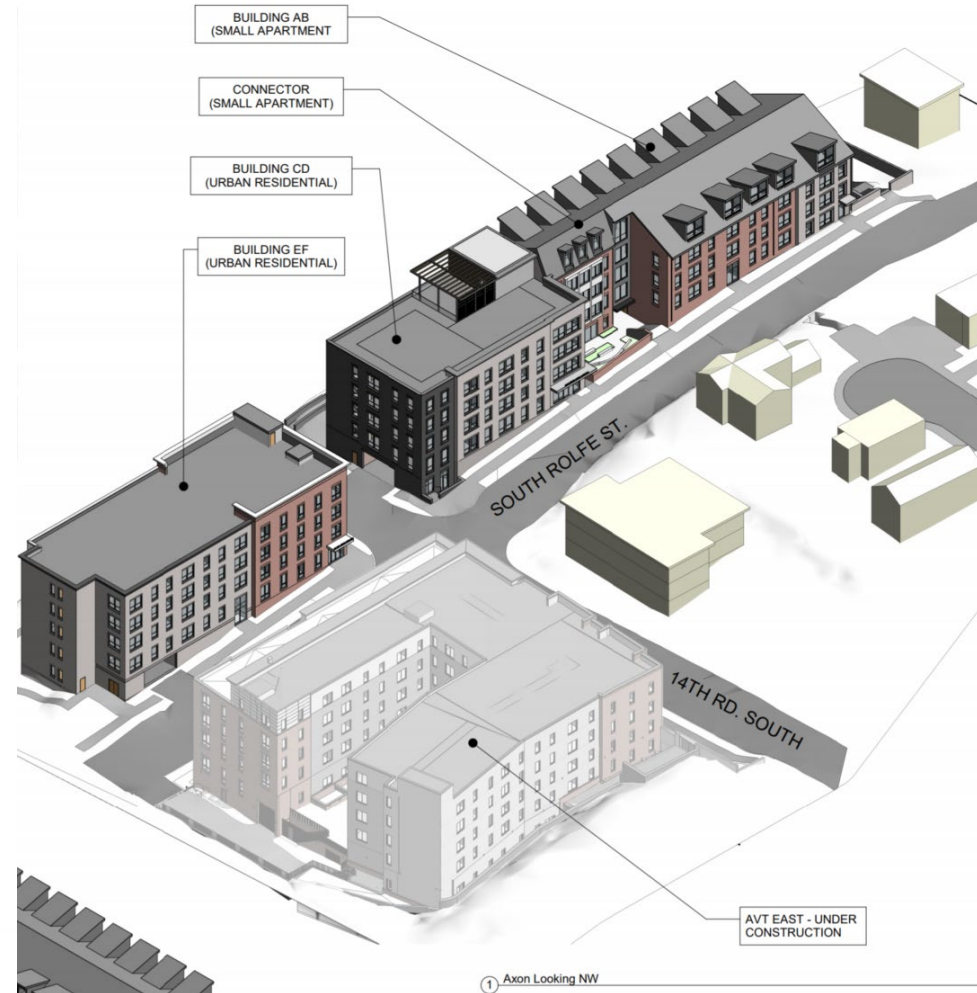 BUILDING AB
(SMALL APARTMENT
CONNECTOR
(SMALL APARTMENT)
BUILDING CD
(URBAN RESIDENTIAL)
BUILDING EF
(URBAN RESIDENTIAL)
SOUTH ROLFE ST.
14TH RD. SOUTH
AVT EAST - UNDER
CONSTRUCTION
1 Axon Looking NW